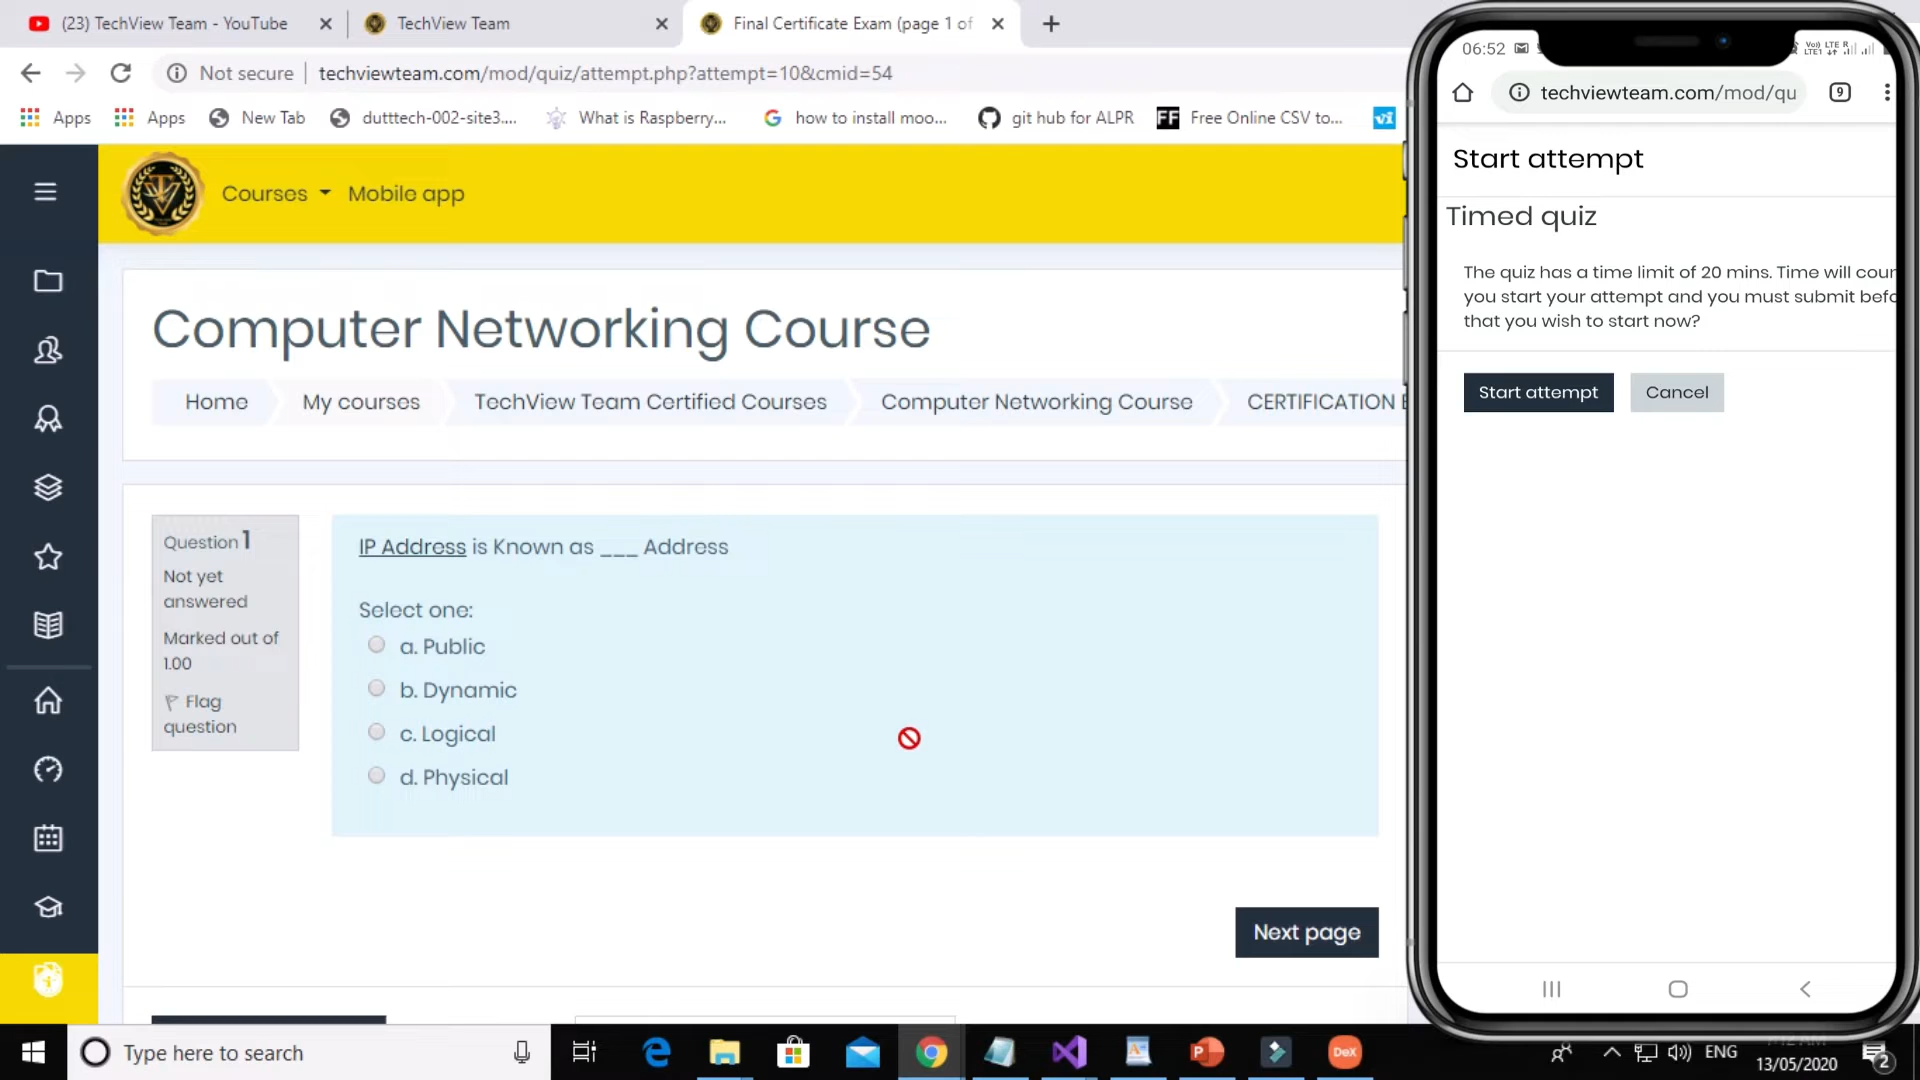 (23) TechView Team - YouTube
TechView Team
Final Certificate Exam (page 1 of
Not secure
techviewteam.com/mod/quiz/attempt.php?attempt=10&cmid=54
Apps
Apps
New Tab
dutttech-002-site3....
What is Raspberry...
how to install moo...
git hub for ALPR
FF
Free Online CSV to...
Courses
Mobile app
Computer Networking Course
Home
My courses
TechView Team Certified Courses
Computer Networking Course
CERTIFICATION E
Question 1
Not yet
answered
Marked out of
1.00
Flag
question
IP Address is Known as ___ Address
Select one:
a. Public
b. Dynamic
c. Logical
d. Physical
Next page
06:52
techviewteam.com/mod/qu
9
Start attempt
Timed quiz
The quiz has a time limit of 20 mins. Time will coun
you start your attempt and you must submit befo
that you wish to start now?
Start attempt
Cancel
Type here to search
DeX
ENG
13/05/2020
2